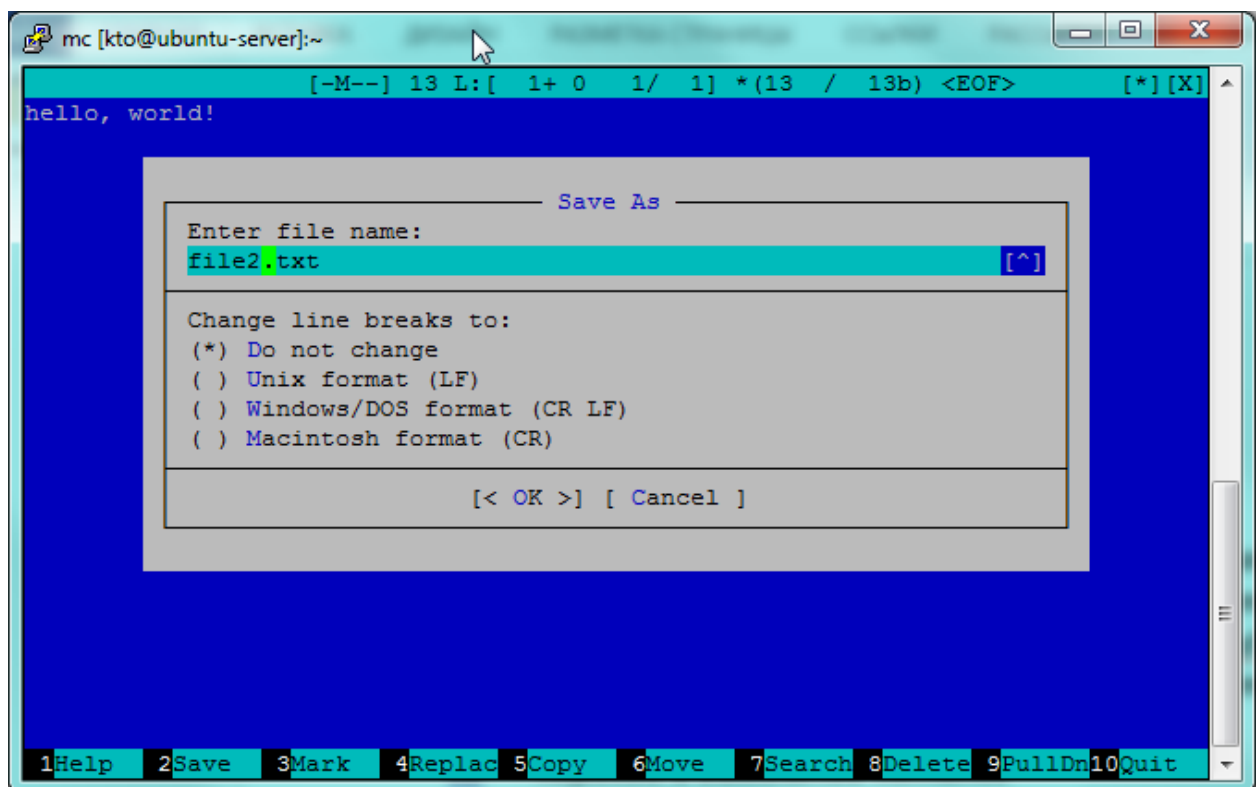 mc [kto@ubuntu-server]:~
[-M--] 13 L:[ 1+ 0 1/ 1] *(13 / 13b) <EOF> [*][X]
hello, world!
Save As
Enter file name:
file2.txt [^]
Change line breaks to:
(*) Do not change
( ) Unix format (LF)
( ) Windows/DOS format (CR LF)
( ) Macintosh format (CR)
[< OK >] [ Cancel ]
1Help 2Save 3Mark 4Replac 5Copy 6Move 7Search 8Delete 9PullDn 10Quit